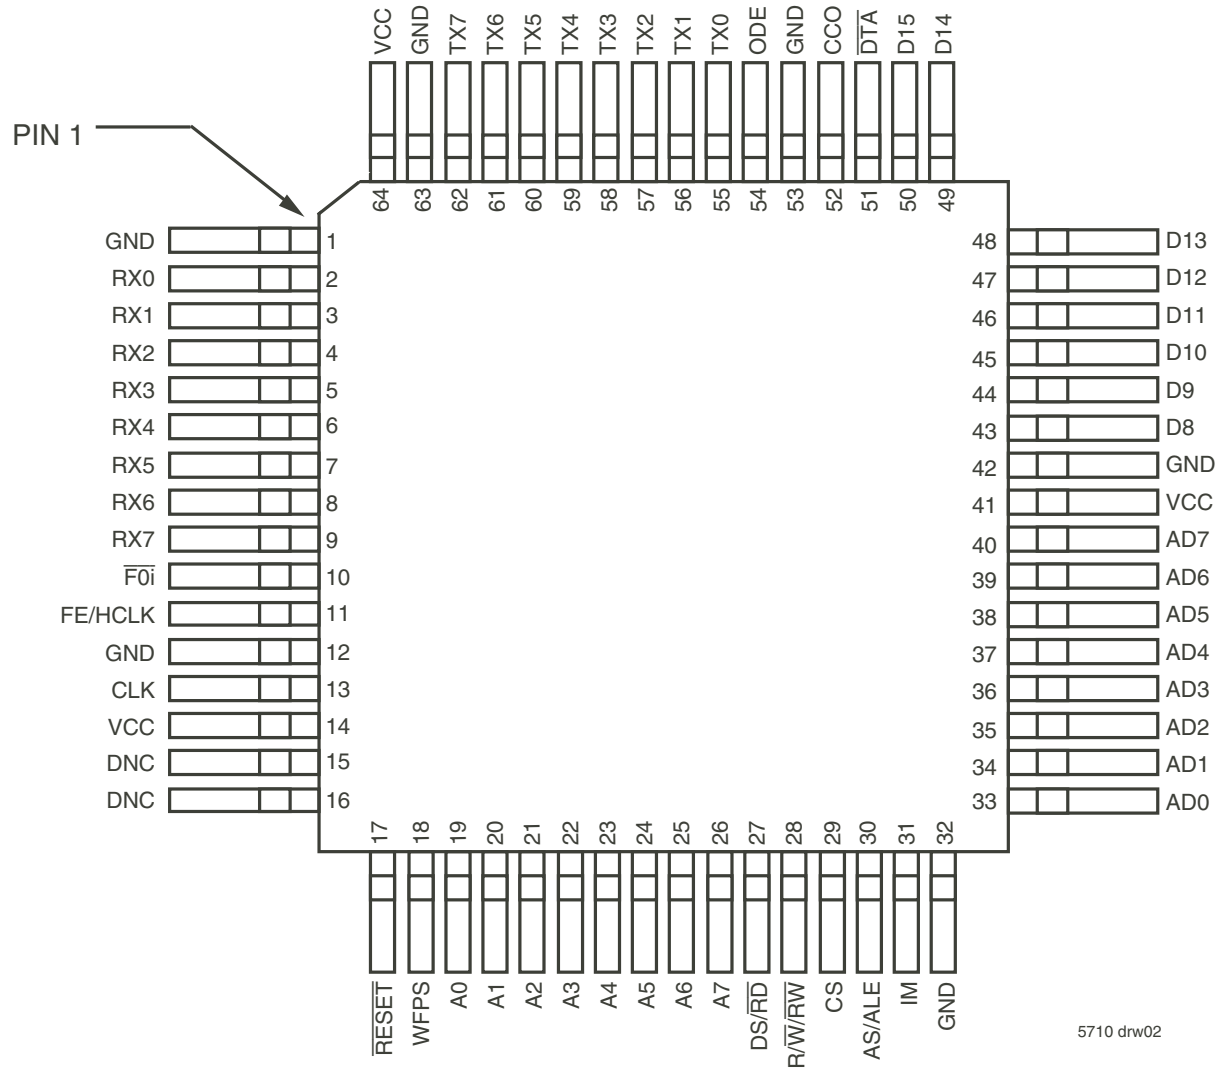 VCC GND TX7 TX6 TX5 TX4 TX3 TX2 TX1 TX0 ODE GND CCO D̅T̅A̅ D15 D14
PIN 1
64 63 62 61 60 59 58 57 56 55 54 53 52 51 50 49
GND 1 48 D13
RX0 2 47 D12
RX1 3 46 D11
RX2 4 45 D10
RX3 5 44 D9
RX4 6 43 D8
RX5 7 42 GND
RX6 8 41 VCC
RX7 9 40 AD7
F̅0̅i̅ 10 39 AD6
FE/HCLK 11 38 AD5
GND 12 37 AD4
CLK 13 36 AD3
VCC 14 35 AD2
DNC 15 34 AD1
DNC 16 33 AD0
17 18 19 20 21 22 23 24 25 26 27 28 29 30 31 32
R̅E̅S̅E̅T̅ WFPS A0 A1 A2 A3 A4 A5 A6 A7 DS/R̅D̅ R/W̅/R̅W̅ CS AS/ALE IM GND
5710 drw02